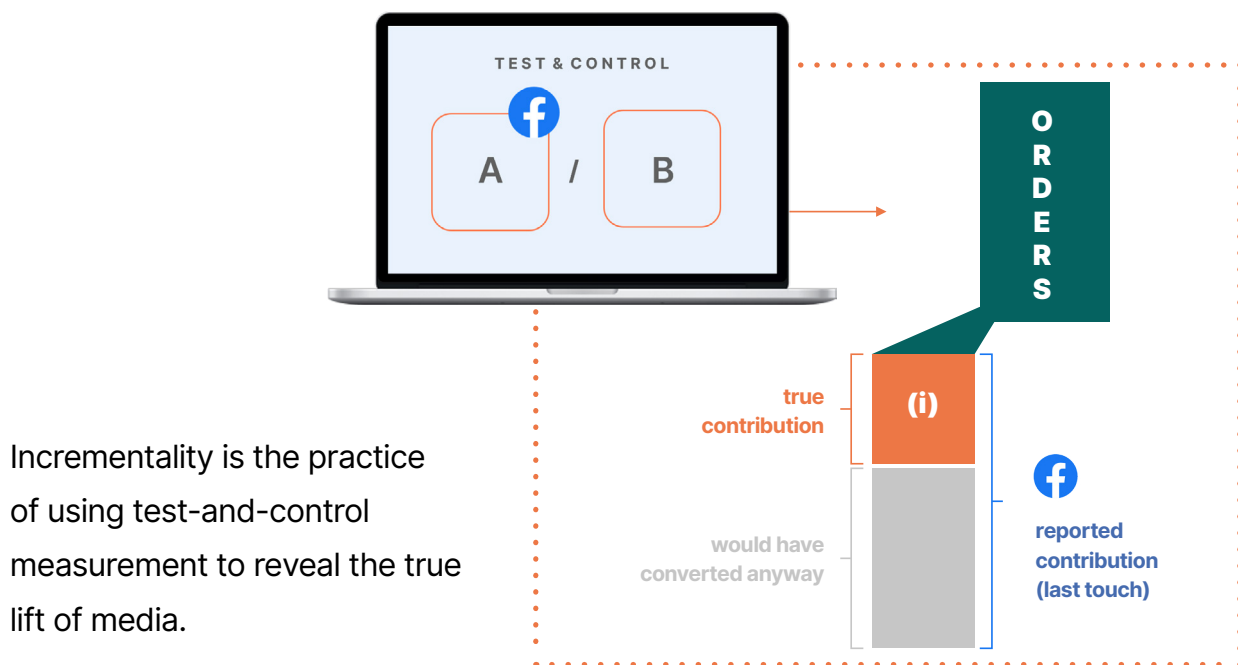 TEST & CONTROL
A / B
ORDERS
true
contribution
(i)
would have
converted anyway
reported
contribution
(last touch)
Incrementality is the practice
of using test-and-control
measurement to reveal the true
lift of media.